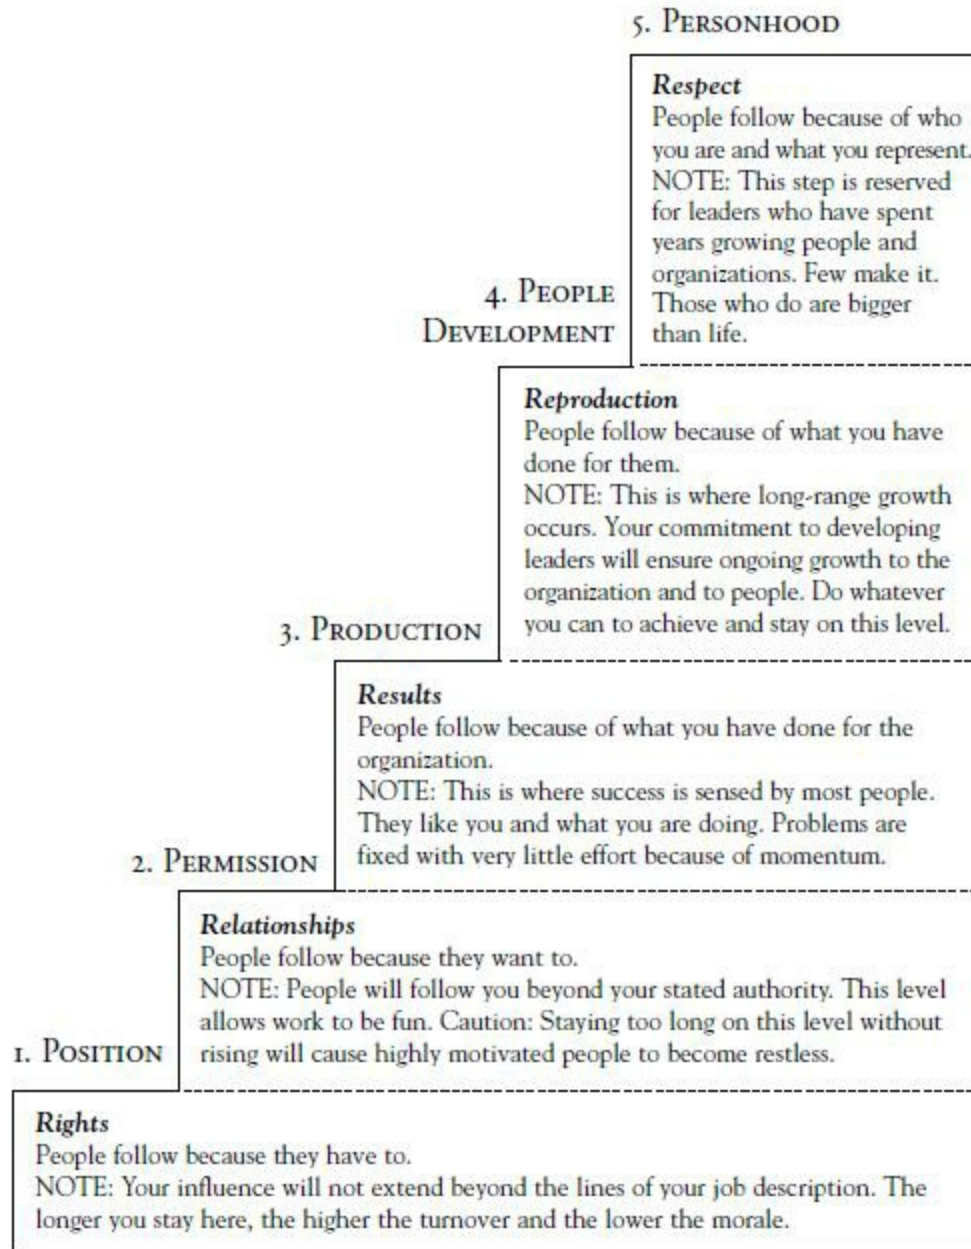 5. Personhood
Respect
People follow because of who
you are and what you represent.
NOTE: This step is reserved
for leaders who have spent
years growing people and
organizations. Few make it.
Those who do are bigger
than life.
4. People
Development
Reproduction
People follow because of what you have
done for them.
NOTE: This is where long-range growth
occurs. Your commitment to developing
leaders will ensure ongoing growth to the
organization and to people. Do whatever
you can to achieve and stay on this level.
3. Production
Results
People follow because of what you have done for the
organization.
NOTE: This is where success is sensed by most people.
They like you and what you are doing. Problems are
fixed with very little effort because of momentum.
2. Permission
Relationships
People follow because they want to.
NOTE: People will follow you beyond your stated authority. This level
allows work to be fun. Caution: Staying too long on this level without
rising will cause highly motivated people to become restless.
1. Position
Rights
People follow because they have to.
NOTE: Your influence will not extend beyond the lines of your job description. The
longer you stay here, the higher the turnover and the lower the morale.